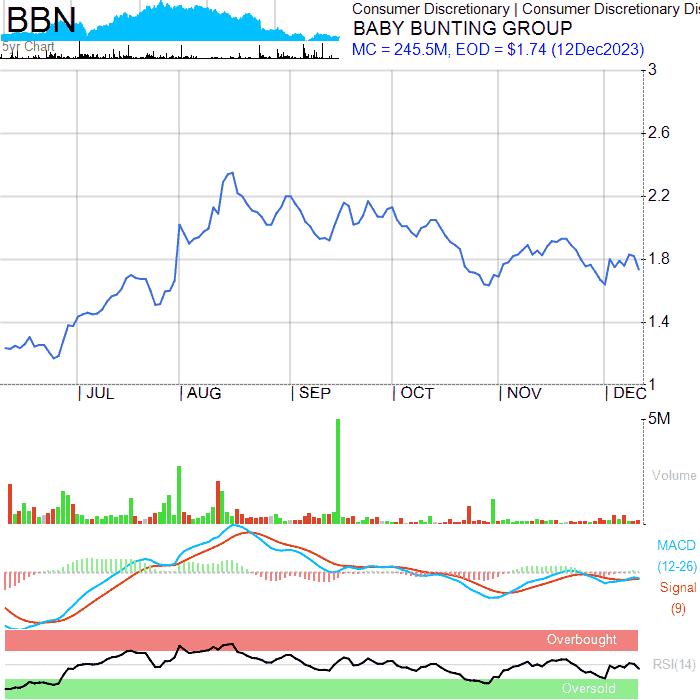 BBN
5yr Chart
Consumer Discretionary | Consumer Discretionary Dis
BABY BUNTING GROUP
MC = 245.5M, EOD = $1.74 (12Dec2023)
3
2.6
2.2
1.8
1.4
1
JUL AUG SEP OCT NOV DEC
5M
Volume
MACD
(12-26)
Signal
(9)
Overbought
RSI(14)
Oversold